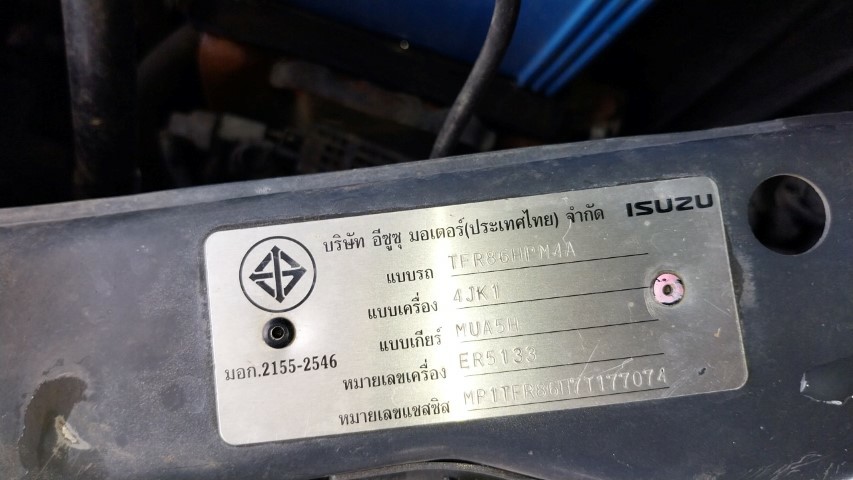 บริษัท อีซูซุ มอเตอร์(ประเทศไทย) จำกัด ISUZU
แบบรถ
แบบเครื่อง 4JK1
แบบเกียร์ MUA5H
มอก.2155-2546
หมายเลขเครื่อง ER5138
หมายเลขแชสซีส